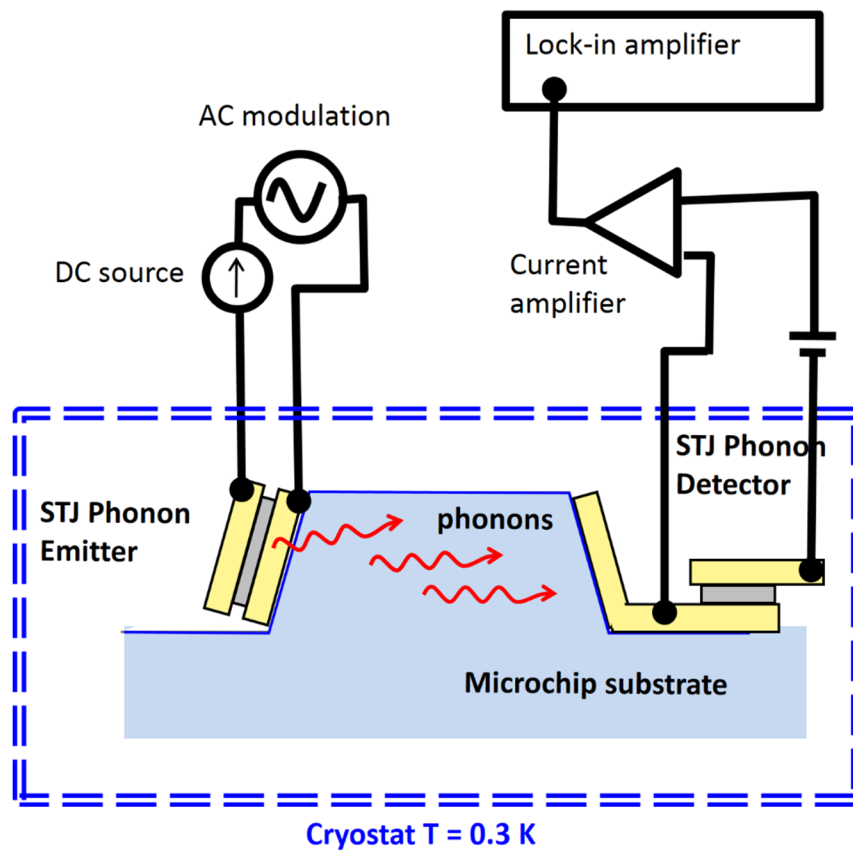 Lock-in amplifier
AC modulation
DC source
Current
amplifier
STJ Phonon
Detector
STJ Phonon
Emitter
phonons
Microchip substrate
Cryostat T = 0.3 K